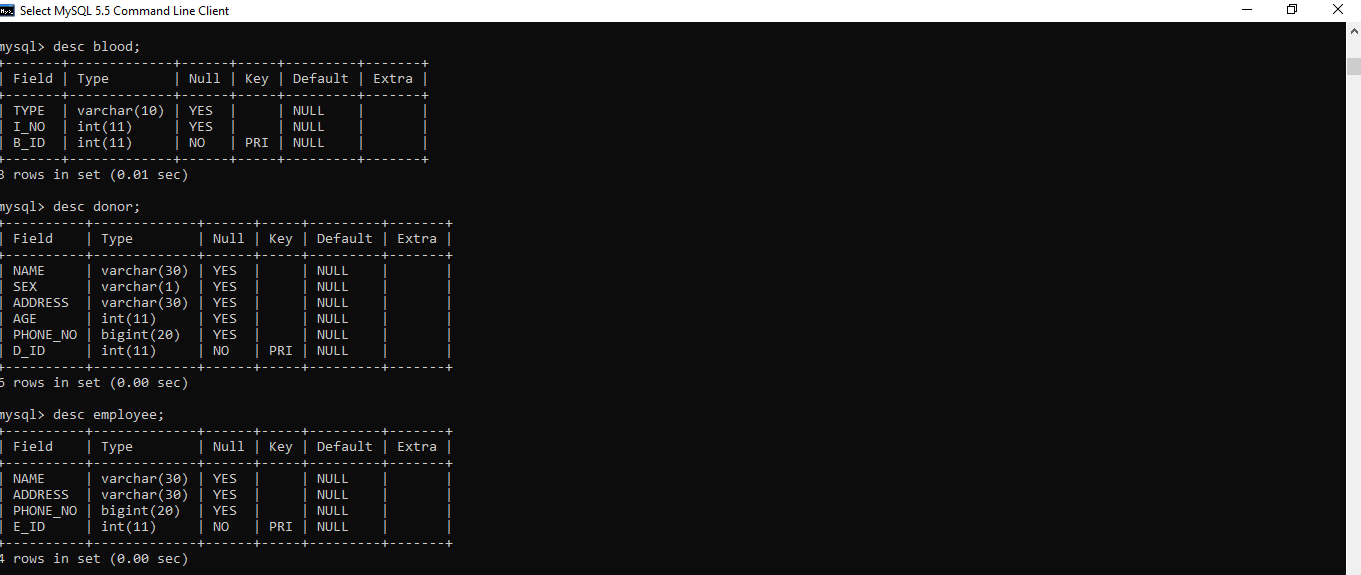 Select MySQL 5.5 Command Line Client
mysql> desc blood;
+-------+-------------+------+-----+---------+-------+
| Field | Type        | Null | Key | Default | Extra |
+-------+-------------+------+-----+---------+-------+
| TYPE  | varchar(10) | YES  |     | NULL    |       |
| I_NO  | int(11)     | YES  |     | NULL    |       |
| B_ID  | int(11)     | NO   | PRI | NULL    |       |
+-------+-------------+------+-----+---------+-------+
3 rows in set (0.01 sec)
mysql> desc donor;
+----------+-------------+------+-----+---------+-------+
| Field    | Type        | Null | Key | Default | Extra |
+----------+-------------+------+-----+---------+-------+
| NAME     | varchar(30) | YES  |     | NULL    |       |
| SEX      | varchar(1)  | YES  |     | NULL    |       |
| ADDRESS  | varchar(30) | YES  |     | NULL    |       |
| AGE      | int(11)     | YES  |     | NULL    |       |
| PHONE_NO | bigint(20)  | YES  |     | NULL    |       |
| D_ID     | int(11)     | NO   | PRI | NULL    |       |
+----------+-------------+------+-----+---------+-------+
6 rows in set (0.00 sec)
mysql> desc employee;
+----------+-------------+------+-----+---------+-------+
| Field    | Type        | Null | Key | Default | Extra |
+----------+-------------+------+-----+---------+-------+
| NAME     | varchar(30) | YES  |     | NULL    |       |
| ADDRESS  | varchar(30) | YES  |     | NULL    |       |
| PHONE_NO | bigint(20)  | YES  |     | NULL    |       |
| E_ID     | int(11)     | NO   | PRI | NULL    |       |
+----------+-------------+------+-----+---------+-------+
4 rows in set (0.00 sec)